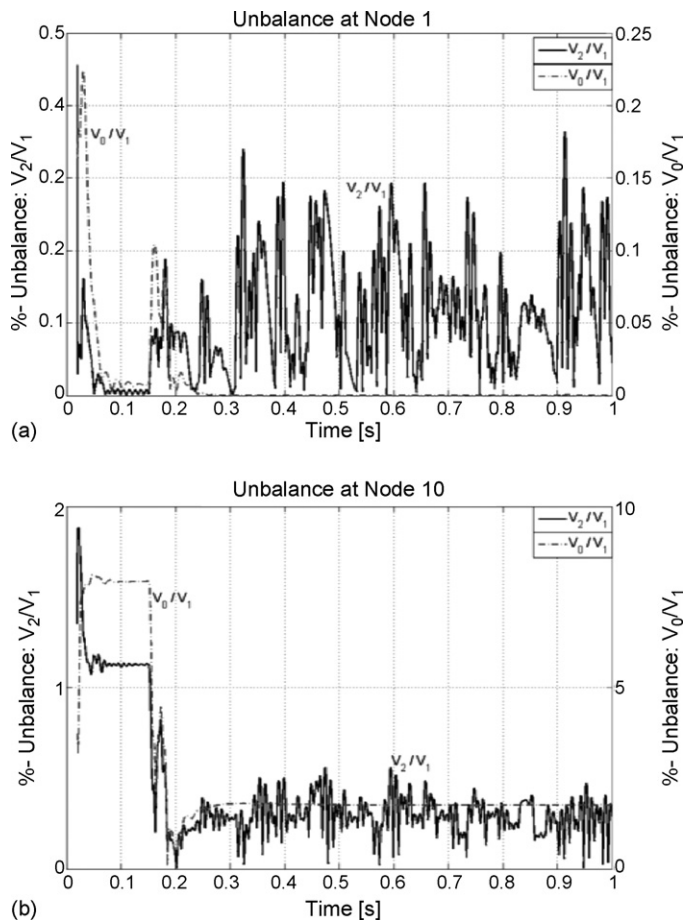 Unbalance at Node 1
0.5
0.4
0.2
0.2
0.1
0
%- Unbalance: V2/V1
0.25
0.2
0.15
0.1
0.05
0
%- Unbalance: V0/V1
V2/V1
V0/V1
V0/V1
V2/V1
0 0.1 0.2 0.3 0.4 0.5 0.6 0.7 0.8 0.9 1
(a)
Time [s]
Unbalance at Node 10
2
1
0
%- Unbalance: V2/V1
10
5
0
%- Unbalance: V0/V1
V2/V1
V0/V1
V0/V1
V2/V1
0 0.1 0.2 0.3 0.4 0.5 0.6 0.7 0.8 0.9 1
(b)
Time [s]